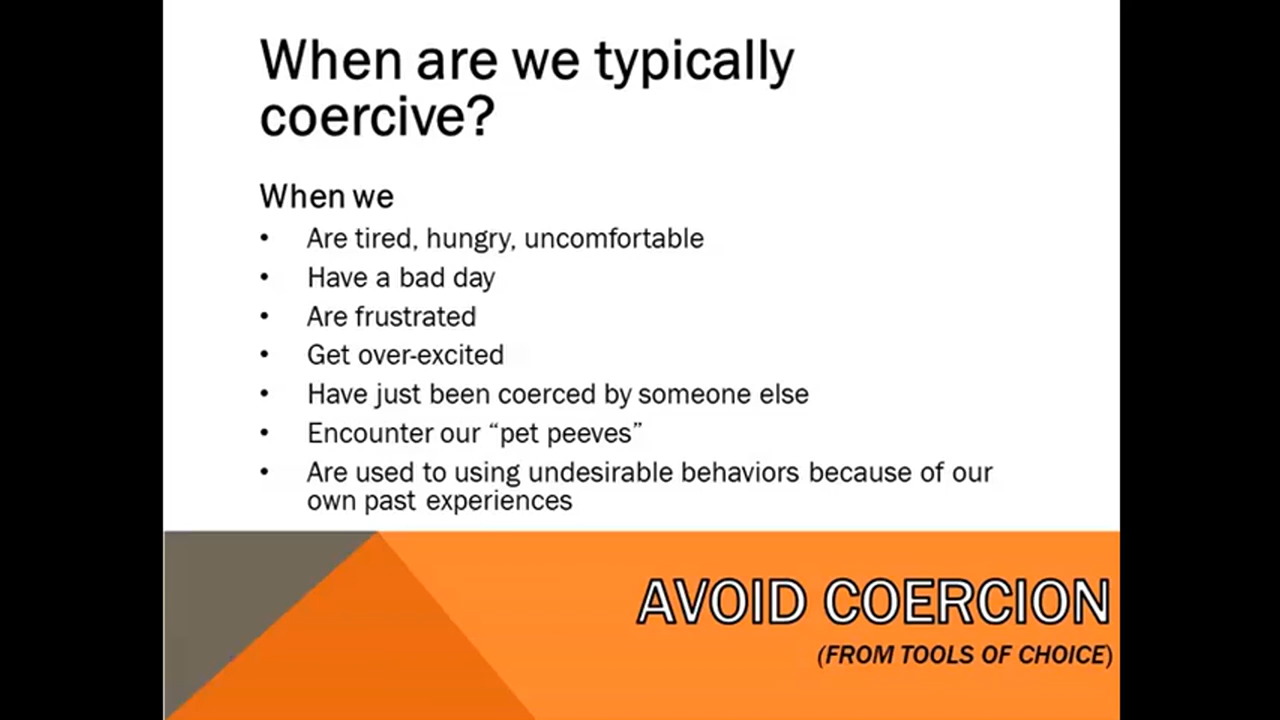 When are we typically
coercive?
When we
• Are tired, hungry, uncomfortable
• Have a bad day
• Are frustrated
• Get over-excited
• Have just been coerced by someone else
• Encounter our “pet peeves”
• Are used to using undesirable behaviors because of our
own past experiences
AVOID COERCION
(FROM TOOLS OF CHOICE)